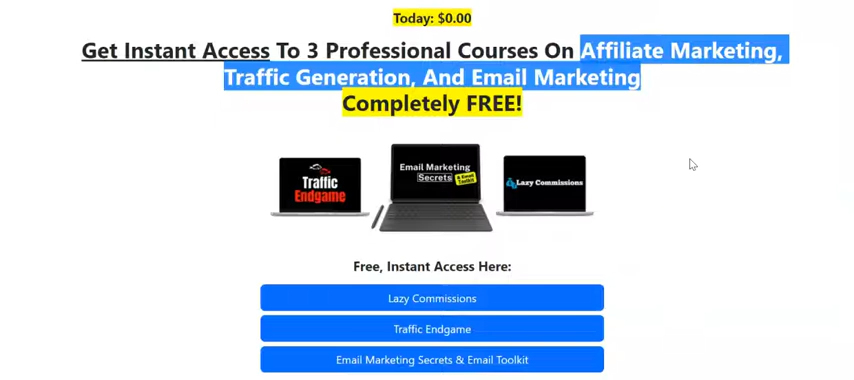 Today: $0.00
Get Instant Access To 3 Professional Courses On Affiliate Marketing,
Traffic Generation, And Email Marketing
Completely FREE!
Traffic
Endgame
Email Marketing
Secrets
& Email
Toolkit
Lazy Commissions
Free, Instant Access Here:
Lazy Commissions
Traffic Endgame
Email Marketing Secrets & Email Toolkit